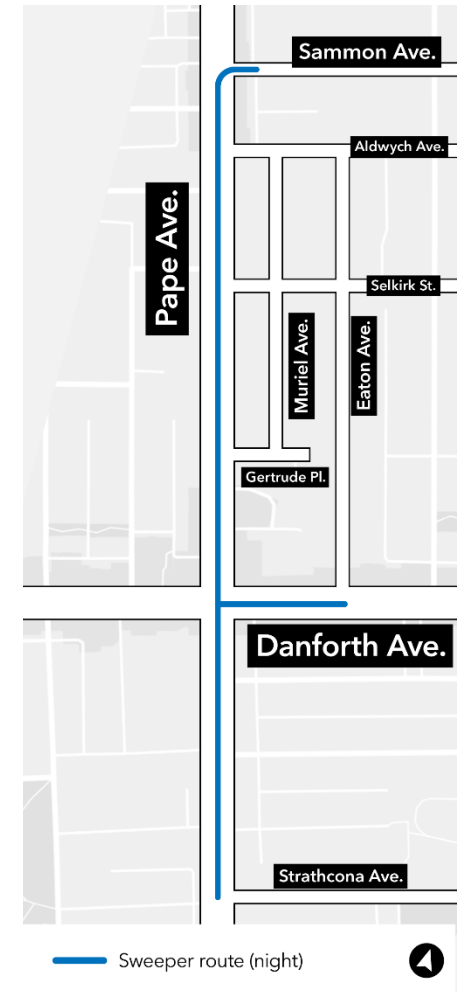 Sammon Ave.
Aldwych Ave.
Pape Ave.
Selkirk St.
Muriel Ave.
Eaton Ave.
Gertrude Pl.
Danforth Ave.
Strathcona Ave.
Sweeper route (night)